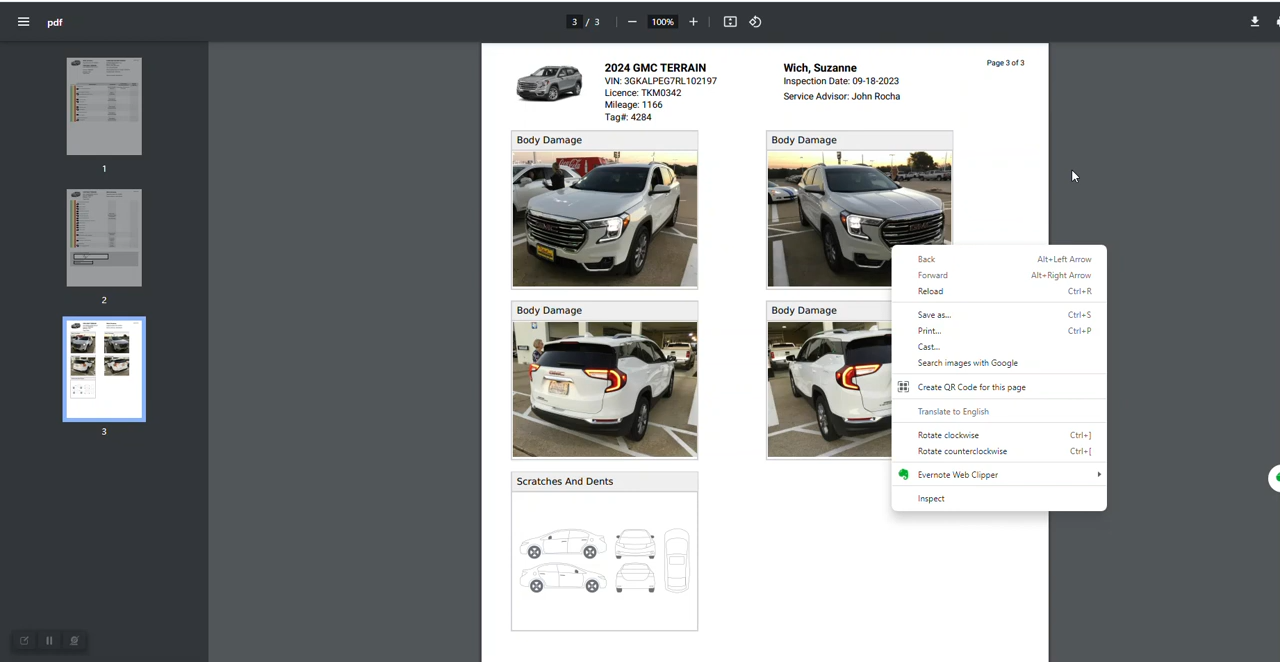 pdf
3 / 3
100%
1
2
3
2024 GMC TERRAIN
VIN: 3GKALPEG7RL102197
Licence: TKM0342
Mileage: 1166
Tag#: 4284
Wich, Suzanne
Inspection Date: 09-18-2023
Service Advisor: John Rocha
Page 3 of 3
Body Damage
Coca-Cola
Body Damage
Body Damage
Body Damage
Scratches And Dents
Back Alt+Left Arrow
Forward Alt+Right Arrow
Reload Ctrl+R
Save as... Ctrl+S
Print... Ctrl+P
Cast...
Search images with Google
Create QR Code for this page
Translate to English
Rotate clockwise Ctrl+]
Rotate counterclockwise Ctrl+[
Evernote Web Clipper
Inspect